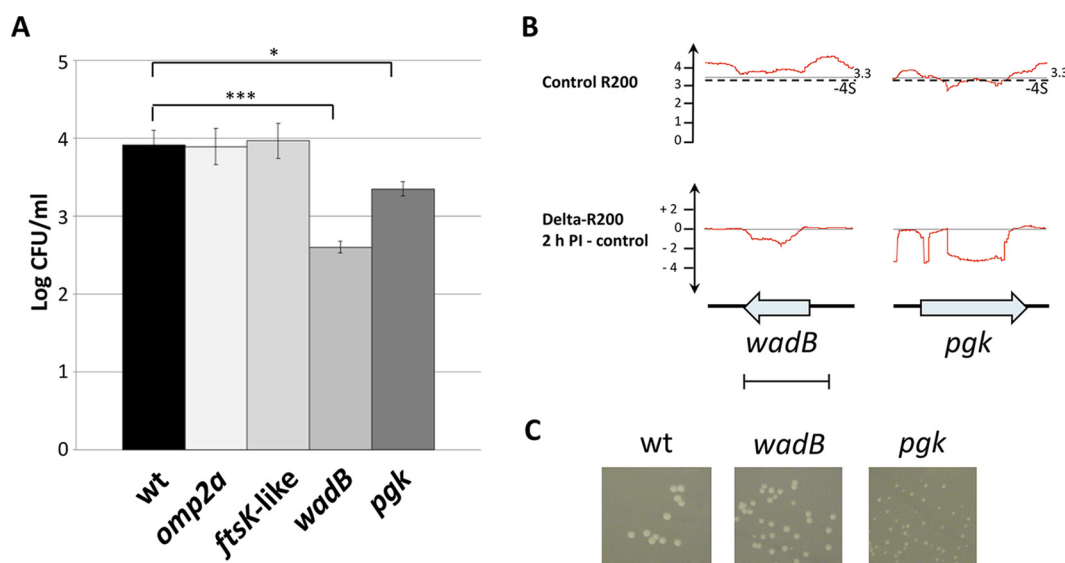 A
Log CFU/ml
5
4
3
2
1
0
*
***
wt
omp2a
ftsK-like
wadB
pgk
B
Control R200
4
3
2
1
0
3.3
-4S
3.3
-4S
Delta-R200
2 h PI - control
+ 2
0
- 2
- 4
wadB
pgk
C
wt
wadB
pgk